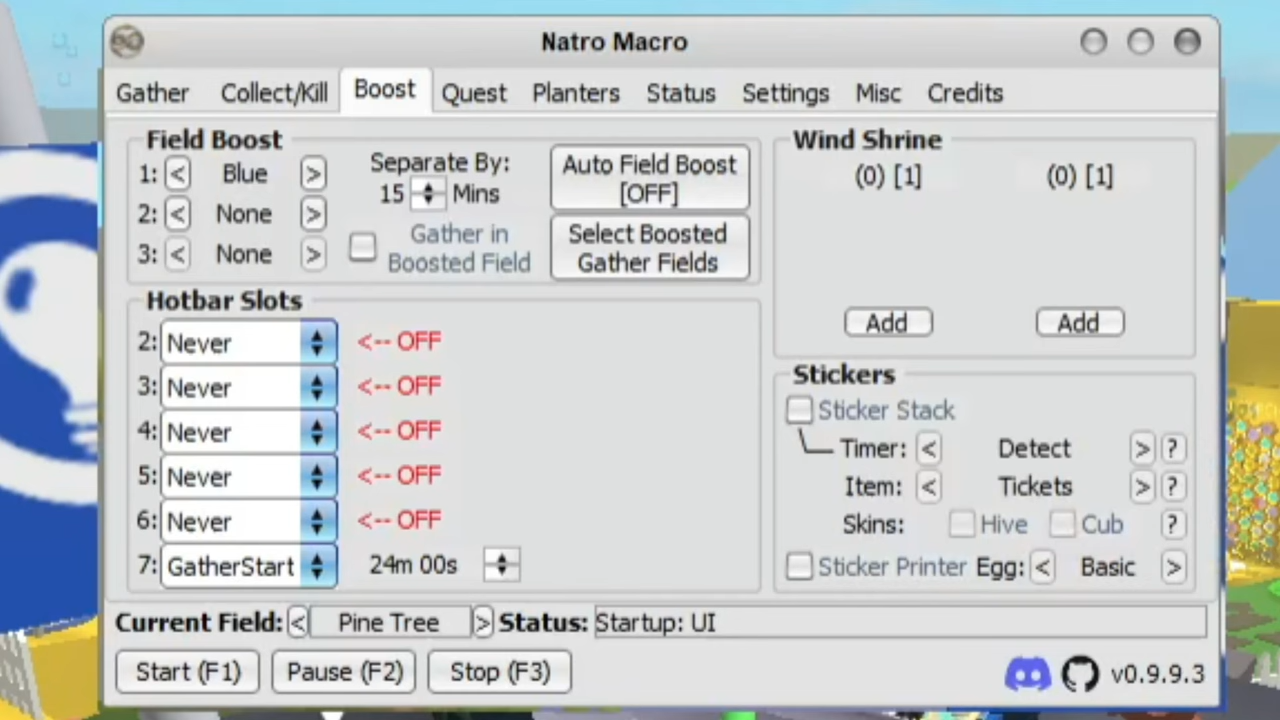 Natro Macro
Gather Collect/Kill Boost Quest Planters Status Settings Misc Credits
Field Boost
1: < Blue >
2: < None >
3: < None >
Separate By:
15 Mins
Gather in
Boosted Field
Auto Field Boost
[OFF]
Select Boosted
Gather Fields
Hotbar Slots
2: Never <-- OFF
3: Never <-- OFF
4: Never <-- OFF
5: Never <-- OFF
6: Never <-- OFF
7: GatherStart 24m 00s
Wind Shrine
(0) [1] (0) [1]
Add Add
Stickers
Sticker Stack
Timer: < Detect > ?
Item: < Tickets > ?
Skins: Hive Cub ?
Sticker Printer Egg: < Basic >
Current Field: < Pine Tree > Status: Startup: UI
Start (F1) Pause (F2) Stop (F3) v0.9.9.3